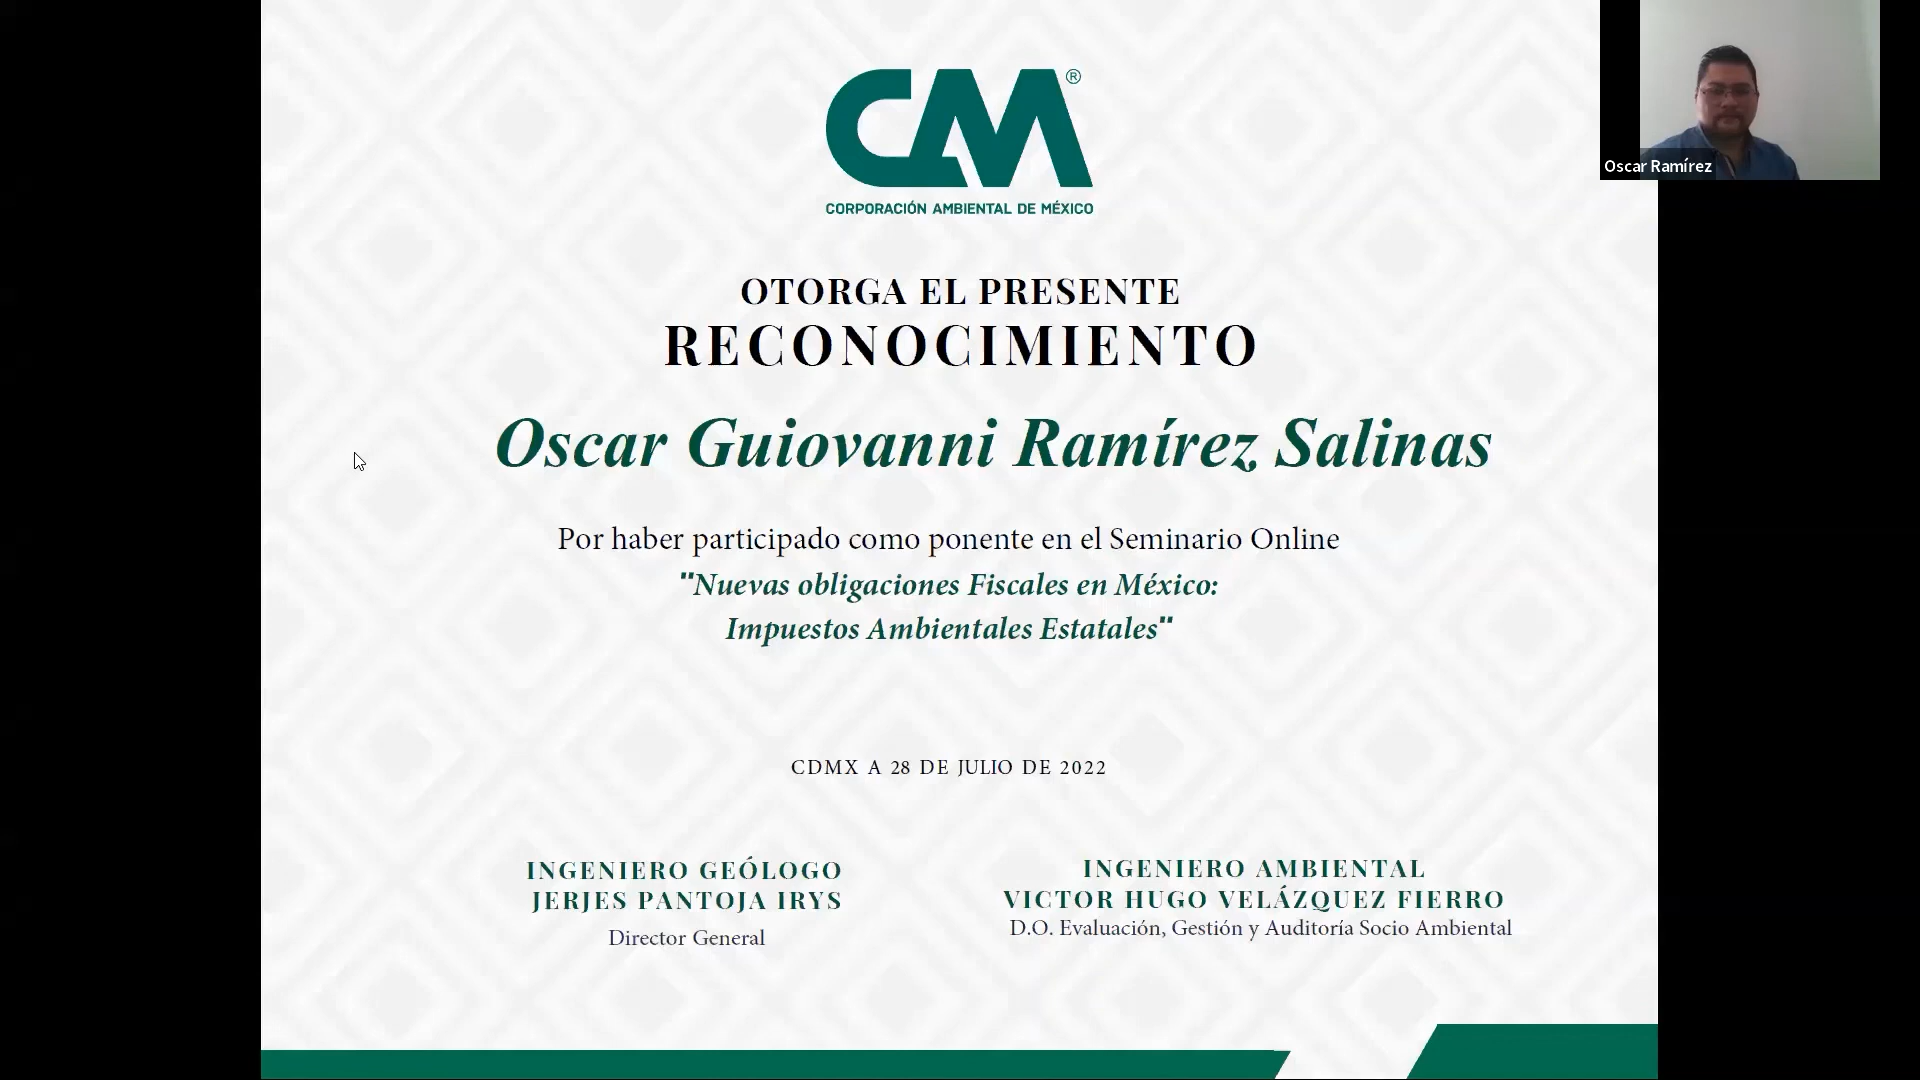 CAM®
CORPORACIÓN AMBIENTAL DE MÉXICO
Oscar Ramírez
OTORGA EL PRESENTE
RECONOCIMIENTO
Oscar Guiovanni Ramírez Salinas
Por haber participado como ponente en el Seminario Online
"Nuevas obligaciones Fiscales en México:
Impuestos Ambientales Estatales"
CDMX A 28 DE JULIO DE 2022
INGENIERO GEÓLOGO
JERJES PANTOJA IRYS
Director General
INGENIERO AMBIENTAL
VICTOR HUGO VELÁZQUEZ FIERRO
D.O. Evaluación, Gestión y Auditoría Socio Ambiental